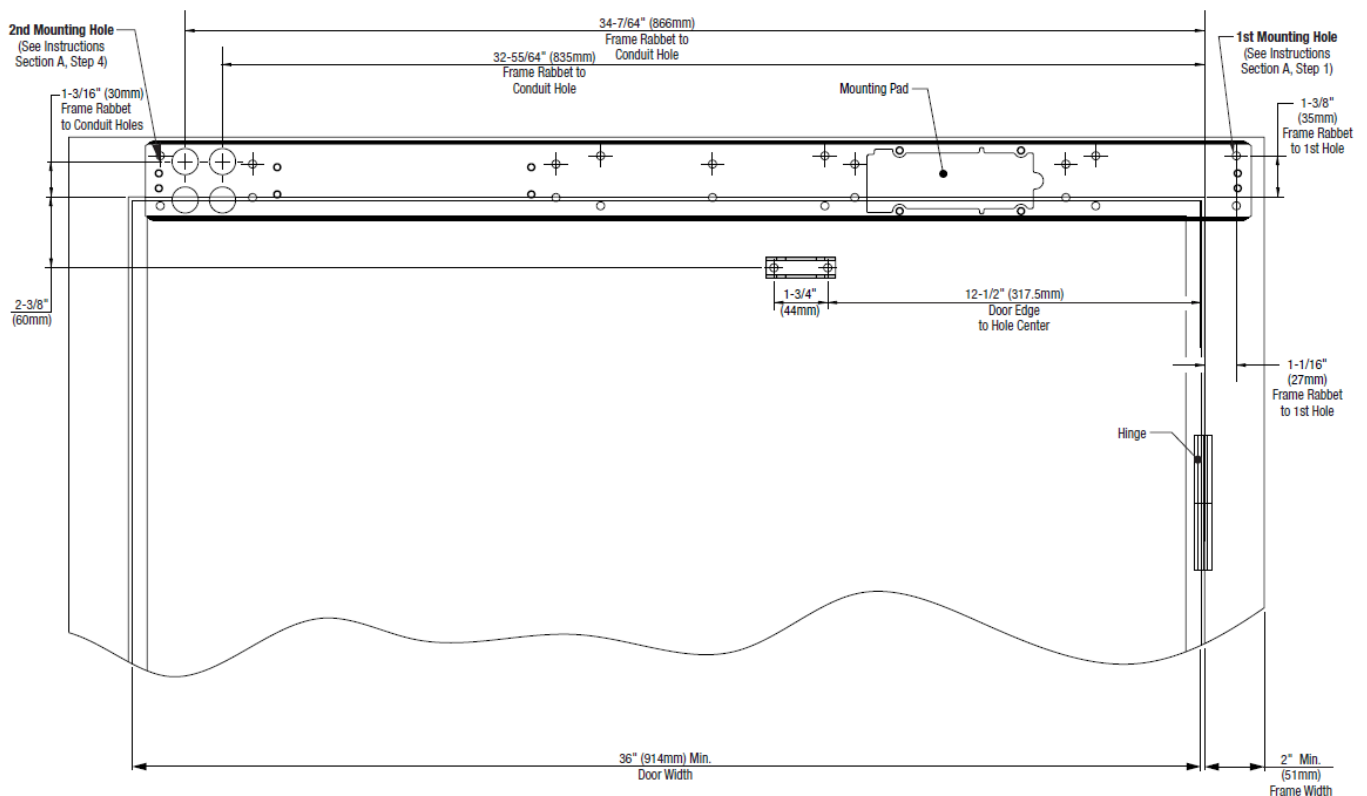 34-7/64" (866mm)
Frame Rabbet to
Conduit Hole
2nd Mounting Hole
(See Instructions
Section A, Step 4)
32-55/64" (835mm)
Frame Rabbet to
Conduit Hole
1st Mounting Hole
(See Instructions
Section A, Step 1)
1-3/16" (30mm)
Frame Rabbet
to Conduit Holes
Mounting Pad
1-3/8"
(35mm)
Frame Rabbet
to 1st Hole
2-3/8"
(60mm)
1-3/4"
(44mm)
12-1/2" (317.5mm)
Door Edge
to Hole Center
1-1/16"
(27mm)
Frame Rabbet
to 1st Hole
Hinge
36" (914mm) Min.
Door Width
2" Min.
(51mm)
Frame Width